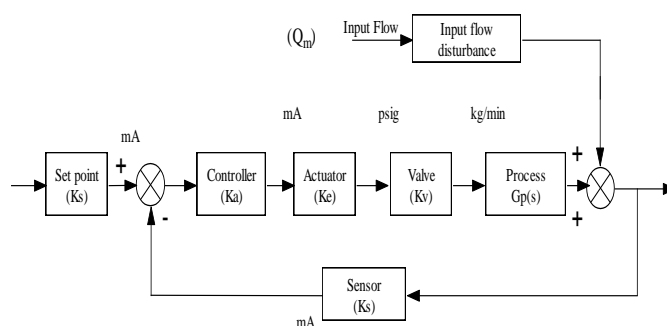 (Qm)
Input Flow
Input flow
disturbance
mA
mA
psig
kg/min
Set point
(Ks)
+
-
Controller
(Ka)
Actuator
(Ke)
Valve
(Kv)
Process
Gp(s)
+
+
Sensor
(Ks)
mA